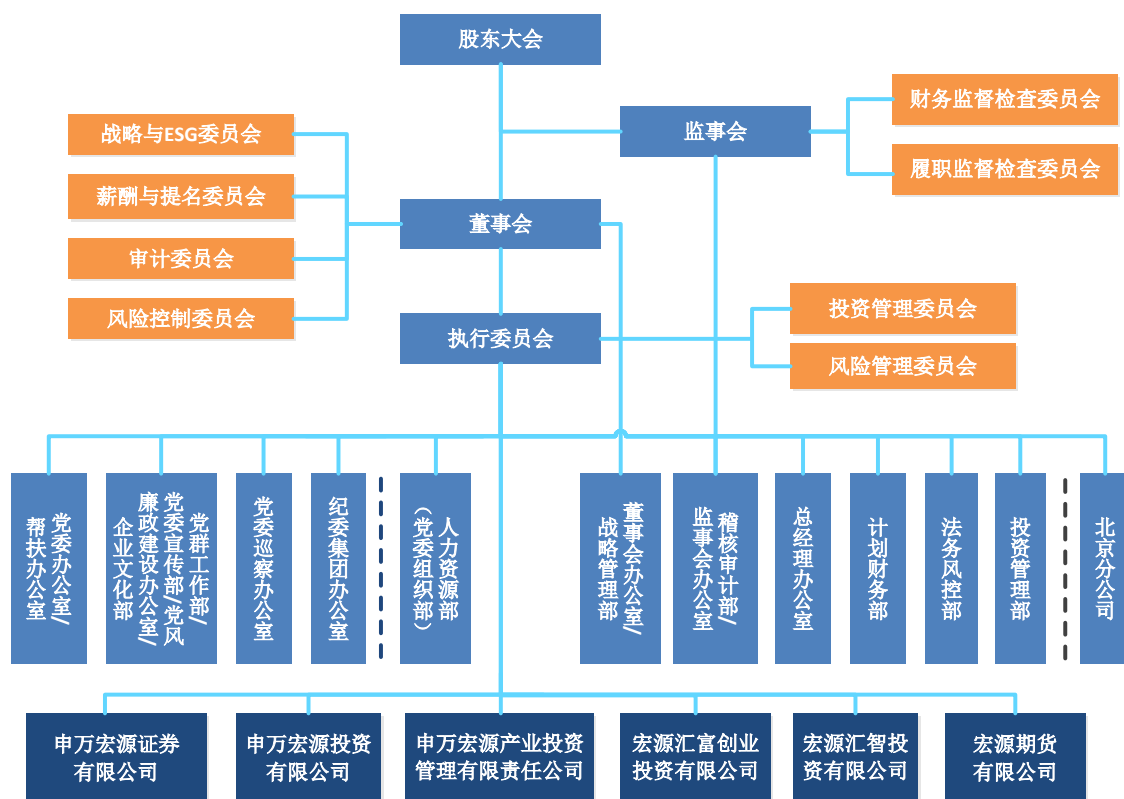 股东大会
监事会
财务监督检查委员会
履职监督检查委员会
战略与ESG委员会
薪酬与提名委员会
审计委员会
风险控制委员会
董事会
执行委员会
投资管理委员会
风险管理委员会
党委办公室/
帮扶办公室
党群工作部/
党委宣传部/党风
廉政建设办公室/
企业文化部
党委巡察办公室
纪委集团办公室
人力资源部
（党委组织部）
董事会办公室/
战略管理部
稽核审计部/
监事会办公室
总经理办公室
计划财务部
法务风控部
投资管理部
北京分公司
申万宏源证券
有限公司
申万宏源投资
有限公司
申万宏源产业投资
管理有限责任公司
宏源汇富创业
投资有限公司
宏源汇智投
资有限公司
宏源期货
有限公司